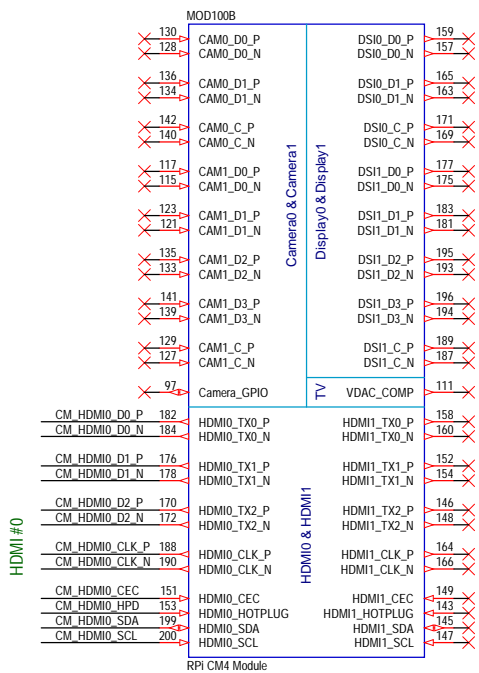 MOD100B
130 CAM0_D0_P DSI0_D0_P 159
128 CAM0_D0_N DSI0_D0_N 157
136 CAM0_D1_P DSI0_D1_P 165
134 CAM0_D1_N DSI0_D1_N 163
142 CAM0_C_P DSI0_C_P 171
140 CAM0_C_N DSI0_C_N 169
117 CAM1_D0_P DSI1_D0_P 177
115 CAM1_D0_N DSI1_D0_N 175
123 CAM1_D1_P DSI1_D1_P 183
121 CAM1_D1_N DSI1_D1_N 181
135 CAM1_D2_P DSI1_D2_P 195
133 CAM1_D2_N DSI1_D2_N 193
141 CAM1_D3_P DSI1_D3_P 196
139 CAM1_D3_N DSI1_D3_N 194
129 CAM1_C_P DSI1_C_P 189
127 CAM1_C_N DSI1_C_N 187
Camera0 & Camera1
Display0 & Display1
97 Camera_GPIO TV VDAC_COMP 111
CM_HDMI0_D0_P 182 HDMI0_TX0_P HDMI1_TX0_P 158
CM_HDMI0_D0_N 184 HDMI0_TX0_N HDMI1_TX0_N 160
CM_HDMI0_D1_P 176 HDMI0_TX1_P HDMI1_TX1_P 152
CM_HDMI0_D1_N 178 HDMI0_TX1_N HDMI1_TX1_N 154
CM_HDMI0_D2_P 170 HDMI0_TX2_P HDMI1_TX2_P 146
CM_HDMI0_D2_N 172 HDMI0_TX2_N HDMI1_TX2_N 148
CM_HDMI0_CLK_P 188 HDMI0_CLK_P HDMI1_CLK_P 164
CM_HDMI0_CLK_N 190 HDMI0_CLK_N HDMI1_CLK_N 166
CM_HDMI0_CEC 151 HDMI0_CEC HDMI1_CEC 149
CM_HDMI0_HPD 153 HDMI0_HOTPLUG HDMI1_HOTPLUG 143
CM_HDMI0_SDA 199 HDMI0_SDA HDMI1_SDA 145
CM_HDMI0_SCL 200 HDMI0_SCL HDMI1_SCL 147
HDMI #0
HDMI0 & HDMI1
RPi CM4 Module